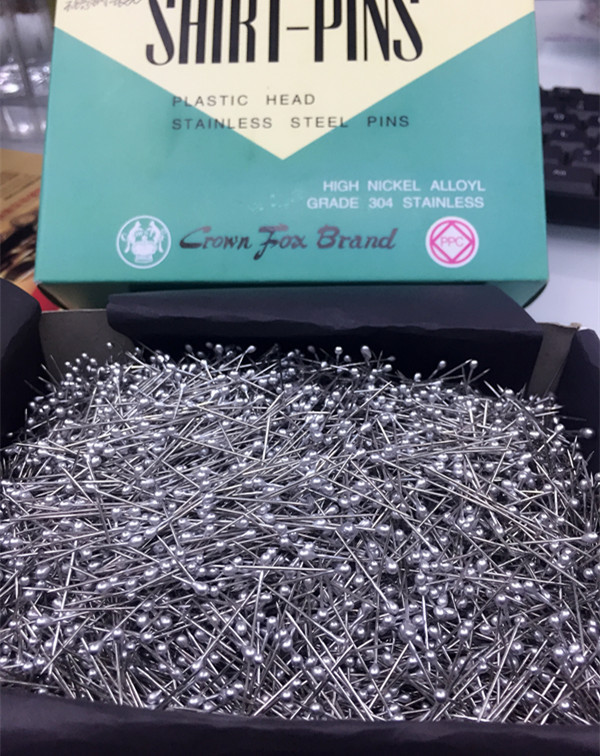 SHIRT-PINS
PLASTIC HEAD
STAINLESS STEEL PINS
HIGH NICKEL ALLOYL
GRADE 304 STAINLESS
Crown Fox Brand
PPC